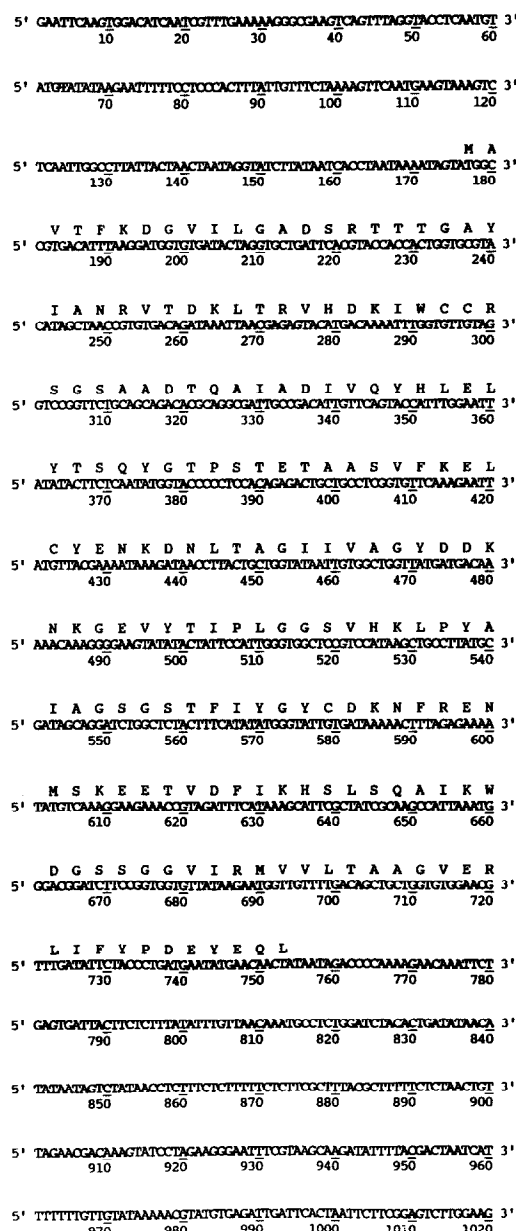 5' GAATTCAAGTGGACATCAATCGTTTGAAAAAGGGCGAAGTCAGTTTAGGTACCTCAATGT 3'
10 20 30 40 50 60
5' ATGTATATAAGAATTTTTCCTCCCACTTTATTGTTTCTAAAAGTTCAATGAAGTAAAGTC 3'
70 80 90 100 110 120
M A
5' TCAATTGGCCTTATTACTAACTAATAGGTATCTTATAATCACCTAATAAAATAGTATGGC 3'
130 140 150 160 170 180
V T F K D G V I L G A D S R T T T G A Y
5' CGTGACATTTAAGGATGGTGTGATACTAGGTGCTGATTCACGTACCACCACTGGTGCGTA 3'
190 200 210 220 230 240
I A N R V T D K L T R V H D K I W C C R
5' CATAGCTAACCGTGTGACAGATAAATTAACGAGAGTACATGACAAAATTTGGTGTTGTAG 3'
250 260 270 280 290 300
S G S A A D T Q A I A D I V Q Y H L E L
5' GTCCGGTTCTGCAGCAGACACGCAGGCGATTGCCGACATTGTTCAGTACCATTTGGAATT 3'
310 320 330 340 350 360
Y T S Q Y G T P S T E T A A S V F K E L
5' ATATACTTCTCAATATGGTACCCCCTCCACAGAGACTGCTGCCTCGGTGTTCAAAGAATT 3'
370 380 390 400 410 420
C Y E N K D N L T A G I I V A G Y D D K
5' ATGTTACGAAAATAAAGATAACCTTACTGCTGGTATAATTGTGGCTGGTTATGATGACAA 3'
430 440 450 460 470 480
N K G E V Y T I P L G G S V H K L P Y A
5' AAACAAAGGGGAAGTATATACTATTCCATTGGGTGGCTCCGTCCATAAGCTGCCTTATGC 3'
490 500 510 520 530 540
I A G S G S T F I Y G Y C D K N F R E N
5' GATAGCAGGATCTGGCTCTACTTTCATATATGGGTATTGTGATAAAAACTTTAGAGAAAA 3'
550 560 570 580 590 600
M S K E E T V D F I K H S L S Q A I K W
5' TATGTCAAAGGAAGAAACCGTAGATTTCATAAAGCATTCGCTATCGCAAGCCATTAAATG 3'
610 620 630 640 650 660
D G S S G G V I R M V V L T A A G V E R
5' GGACGGATCTTCCGGTGGTGTTATAAGAATGGTTGTTTTGACAGCTGCTGGTGTGGAACG 3'
670 680 690 700 710 720
L I F Y P D E Y E Q L
5' TTTGATATTCTACCCTGATGAATATGAACAACTATAATAGACCCCAAAAGAACAAATTCT 3'
730 740 750 760 770 780
5' GAGTGATTACTTCTCTTTATATTTGTTAACAAATGCCTCTGGATCTACACTGATATAACA 3'
790 800 810 820 830 840
5' TATAATAGTCTATAACCTCTTTCTCTTTTTCTCTTCGCTTTACGCTTTTTCTCTAACTGT 3'
850 860 870 880 890 900
5' TAGAACGACAAAGTATCCTAGAAGGGAATTTCGTAAGCAAGATATTTTACGACTAATCAT 3'
910 920 930 940 950 960
5' TTTTTTGTTGTATAAAAACGTATGTGAGATTGATTCACTAATTCTTCGGAGTCTTGGAAG 3'
970 980 990 1000 1010 1020